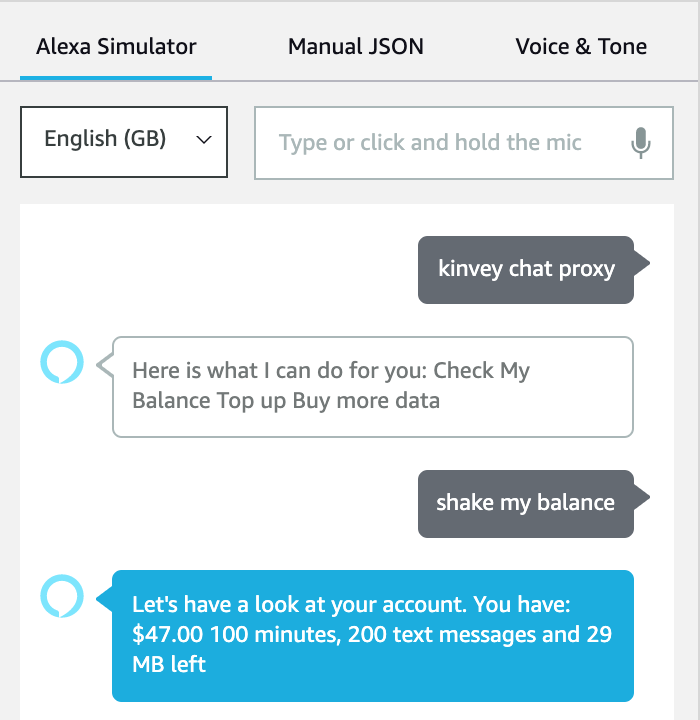 Alexa Simulator Manual JSON Voice & Tone
English (GB) Type or click and hold the mic
kinvey chat proxy
Here is what I can do for you: Check My
Balance Top up Buy more data
shake my balance
Let's have a look at your account. You have:
$47.00 100 minutes, 200 text messages and 29
MB left